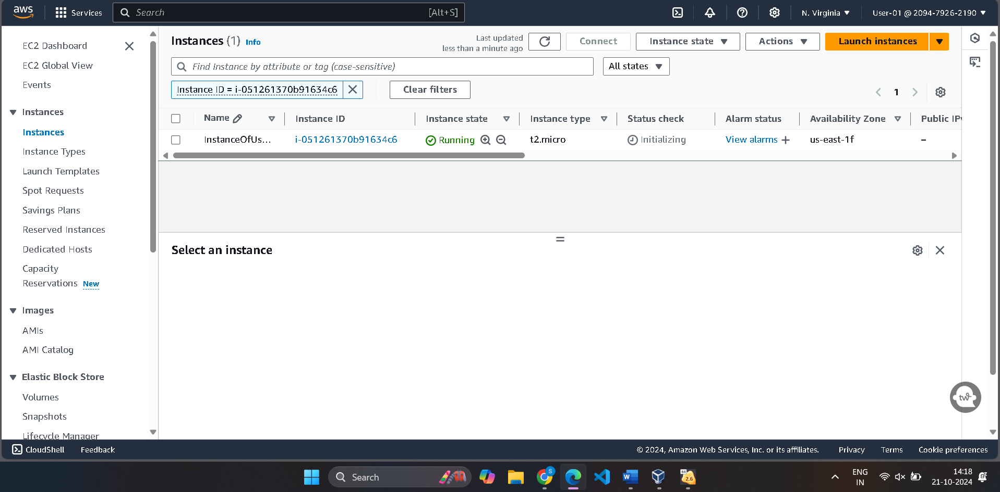 aws
Services
Search
[Alt+S]
N. Virginia
User-01 @ 2094-7926-2190
EC2 Dashboard
EC2 Global View
Events
Instances
Instances
Instance Types
Launch Templates
Spot Requests
Savings Plans
Reserved Instances
Dedicated Hosts
Capacity
Reservations New
Images
AMIs
AMI Catalog
Elastic Block Store
Volumes
Snapshots
Lifecycle Manager
Instances (1) Info
Last updated
less than a minute ago
Connect
Instance state
Actions
Launch instances
Find Instance by attribute or tag (case-sensitive)
All states
Instance ID = i-051261370b91634c6
Clear filters
1
Name
Instance ID
Instance state
Instance type
Status check
Alarm status
Availability Zone
Public IPv
InstanceOfUs...
i-051261370b91634c6
Running
t2.micro
Initializing
View alarms
us-east-1f
–
Select an instance
CloudShell
Feedback
© 2024, Amazon Web Services, Inc. or its affiliates.
Privacy
Terms
Cookie preferences
Search
S
64
2.6
ENG
IN
14:18
21-10-2024